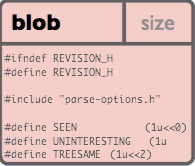 blob size
#ifndef REVISION_H
#define REVISION_H
#include "parse-options.h"
#define SEEN (1u<<0)
#define UNINTERESTING (1u
#define TREESAME (1u<<2)